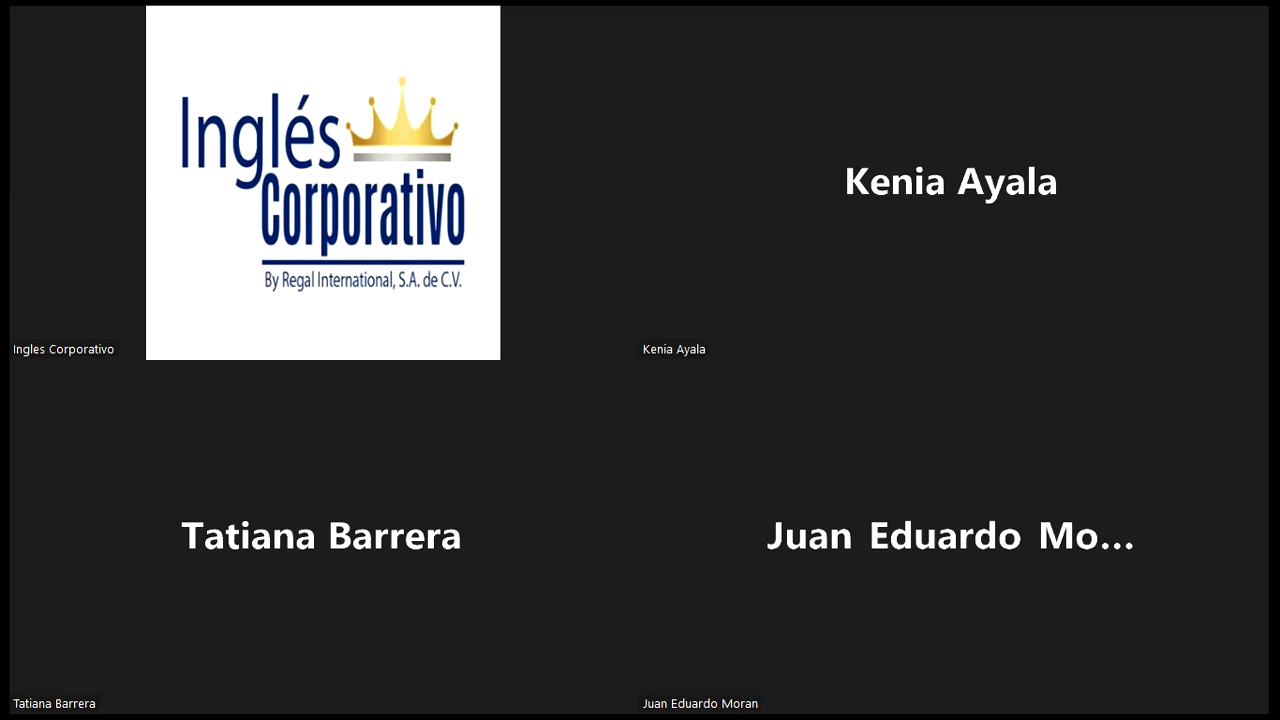 Inglés
Corporativo
By Regal International, S.A. de C.V.
Ingles Corporativo
Kenia Ayala
Kenia Ayala
Tatiana Barrera
Tatiana Barrera
Juan Eduardo Mo...
Juan Eduardo Moran